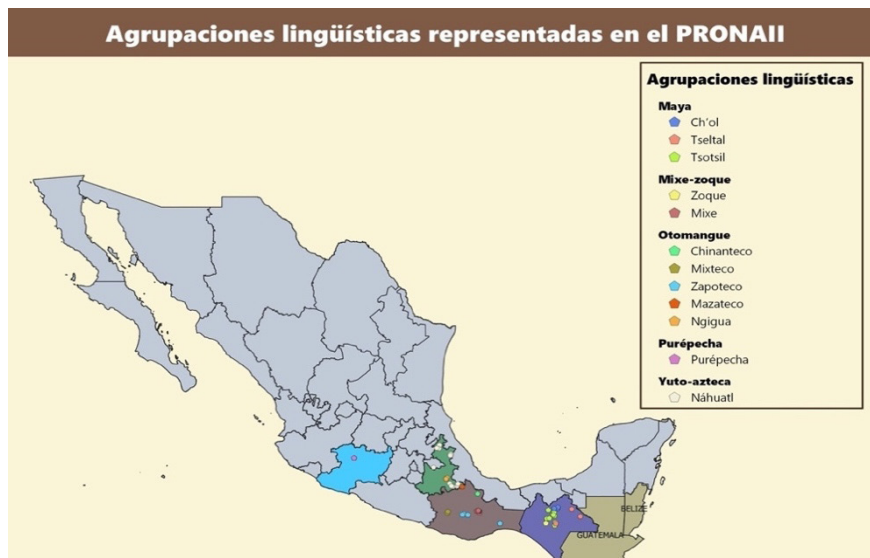 Agrupaciones lingüísticas representadas en el PRONAII
Agrupaciones lingüísticas
Maya
Ch'ol
Tseltal
Tsotsil
Mixe-zoque
Zoque
Mixe
Otomangue
Chinanteco
Mixteco
Zapoteco
Mazateco
Ngigua
Purépecha
Purépecha
Yuto-azteca
Náhuatl
BELIZE
GUATEMALA